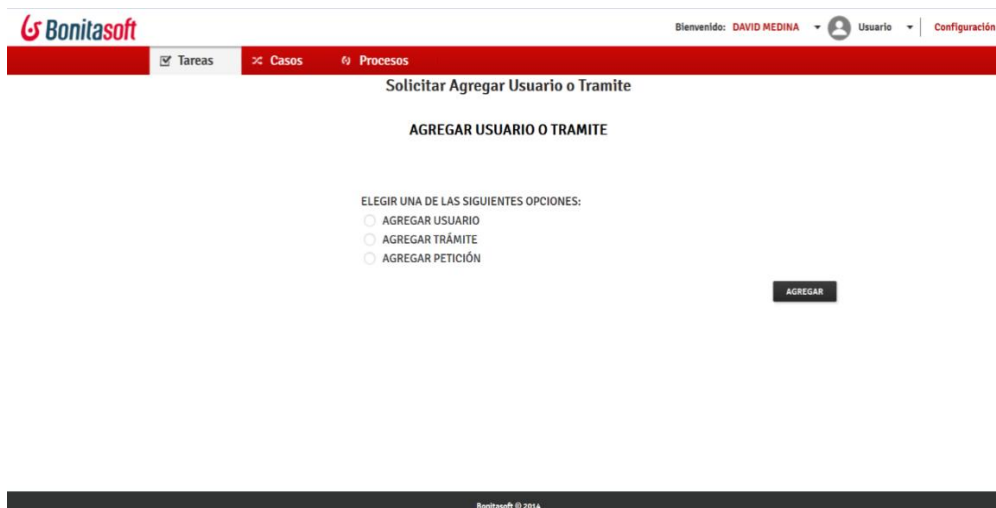 Bonitasoft
Bienvenido: DAVID MEDINA Usuario Configuración
Tareas Casos Procesos
Solicitar Agregar Usuario o Tramite
AGREGAR USUARIO O TRAMITE
ELEGIR UNA DE LAS SIGUIENTES OPCIONES:
AGREGAR USUARIO
AGREGAR TRÁMITE
AGREGAR PETICIÓN
AGREGAR
Bonitasoft © 2014